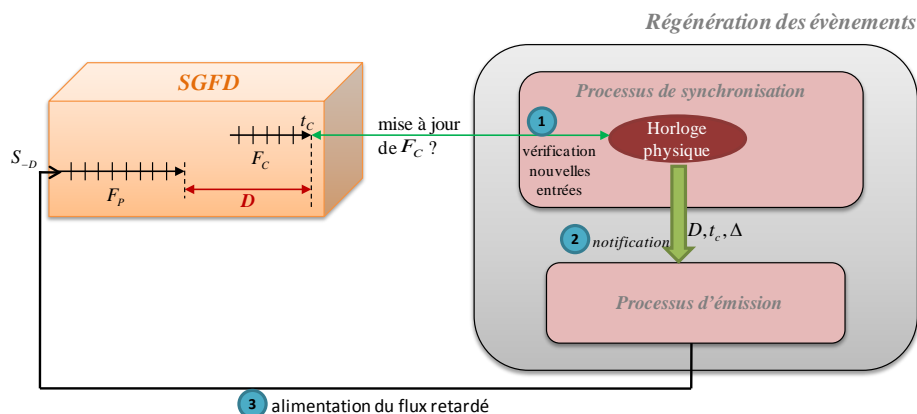 Régénération des évènements
SGFD
Processus de synchronisation
t_C
mise à jour
de F_C ?
1
Horloge
physique
vérification
nouvelles
entrées
S_{-D}
F_C
F_P
D
2
notification
D, t_c, Δ
Processus d'émission
3
alimentation du flux retardé